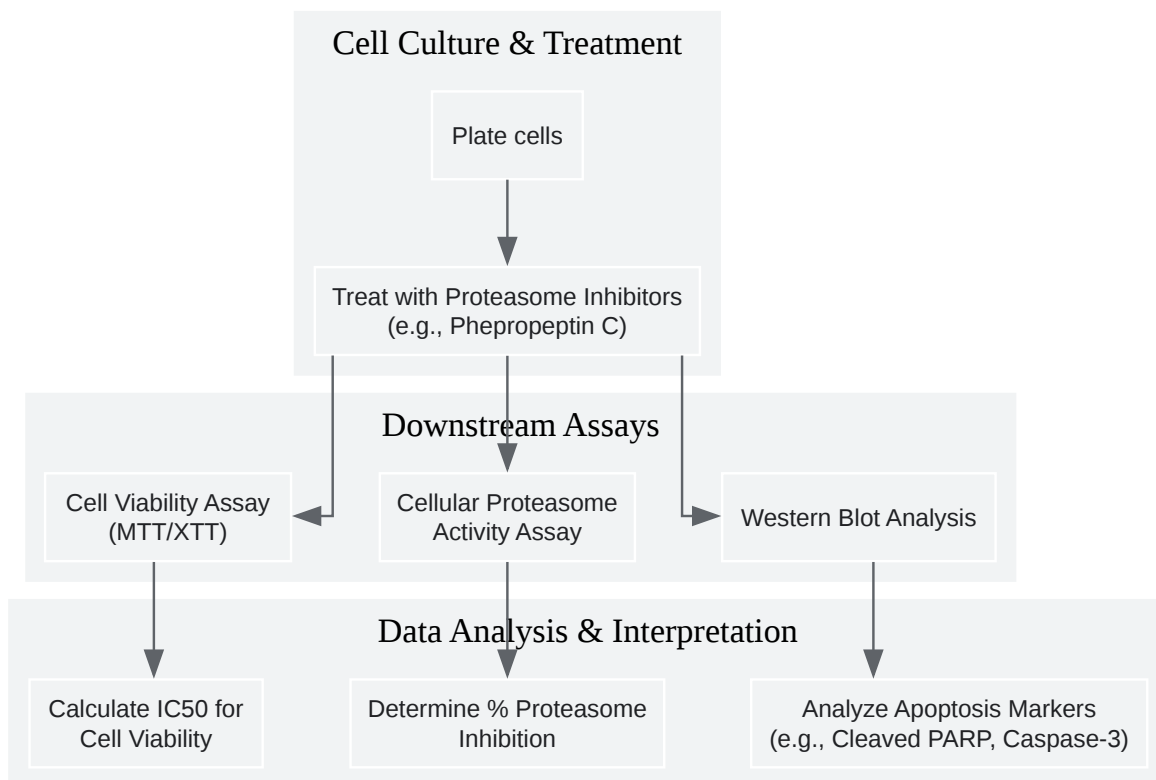 Cell Culture & Treatment
Plate cells
Treat with Proteasome Inhibitors
(e.g., Phepropeptin C)
Downstream Assays
Cell Viability Assay
(MTT/XTT)
Cellular Proteasome
Activity Assay
Western Blot Analysis
Data Analysis & Interpretation
Calculate IC50 for
Cell Viability
Determine % Proteasome
Inhibition
Analyze Apoptosis Markers
(e.g., Cleaved PARP, Caspase-3)